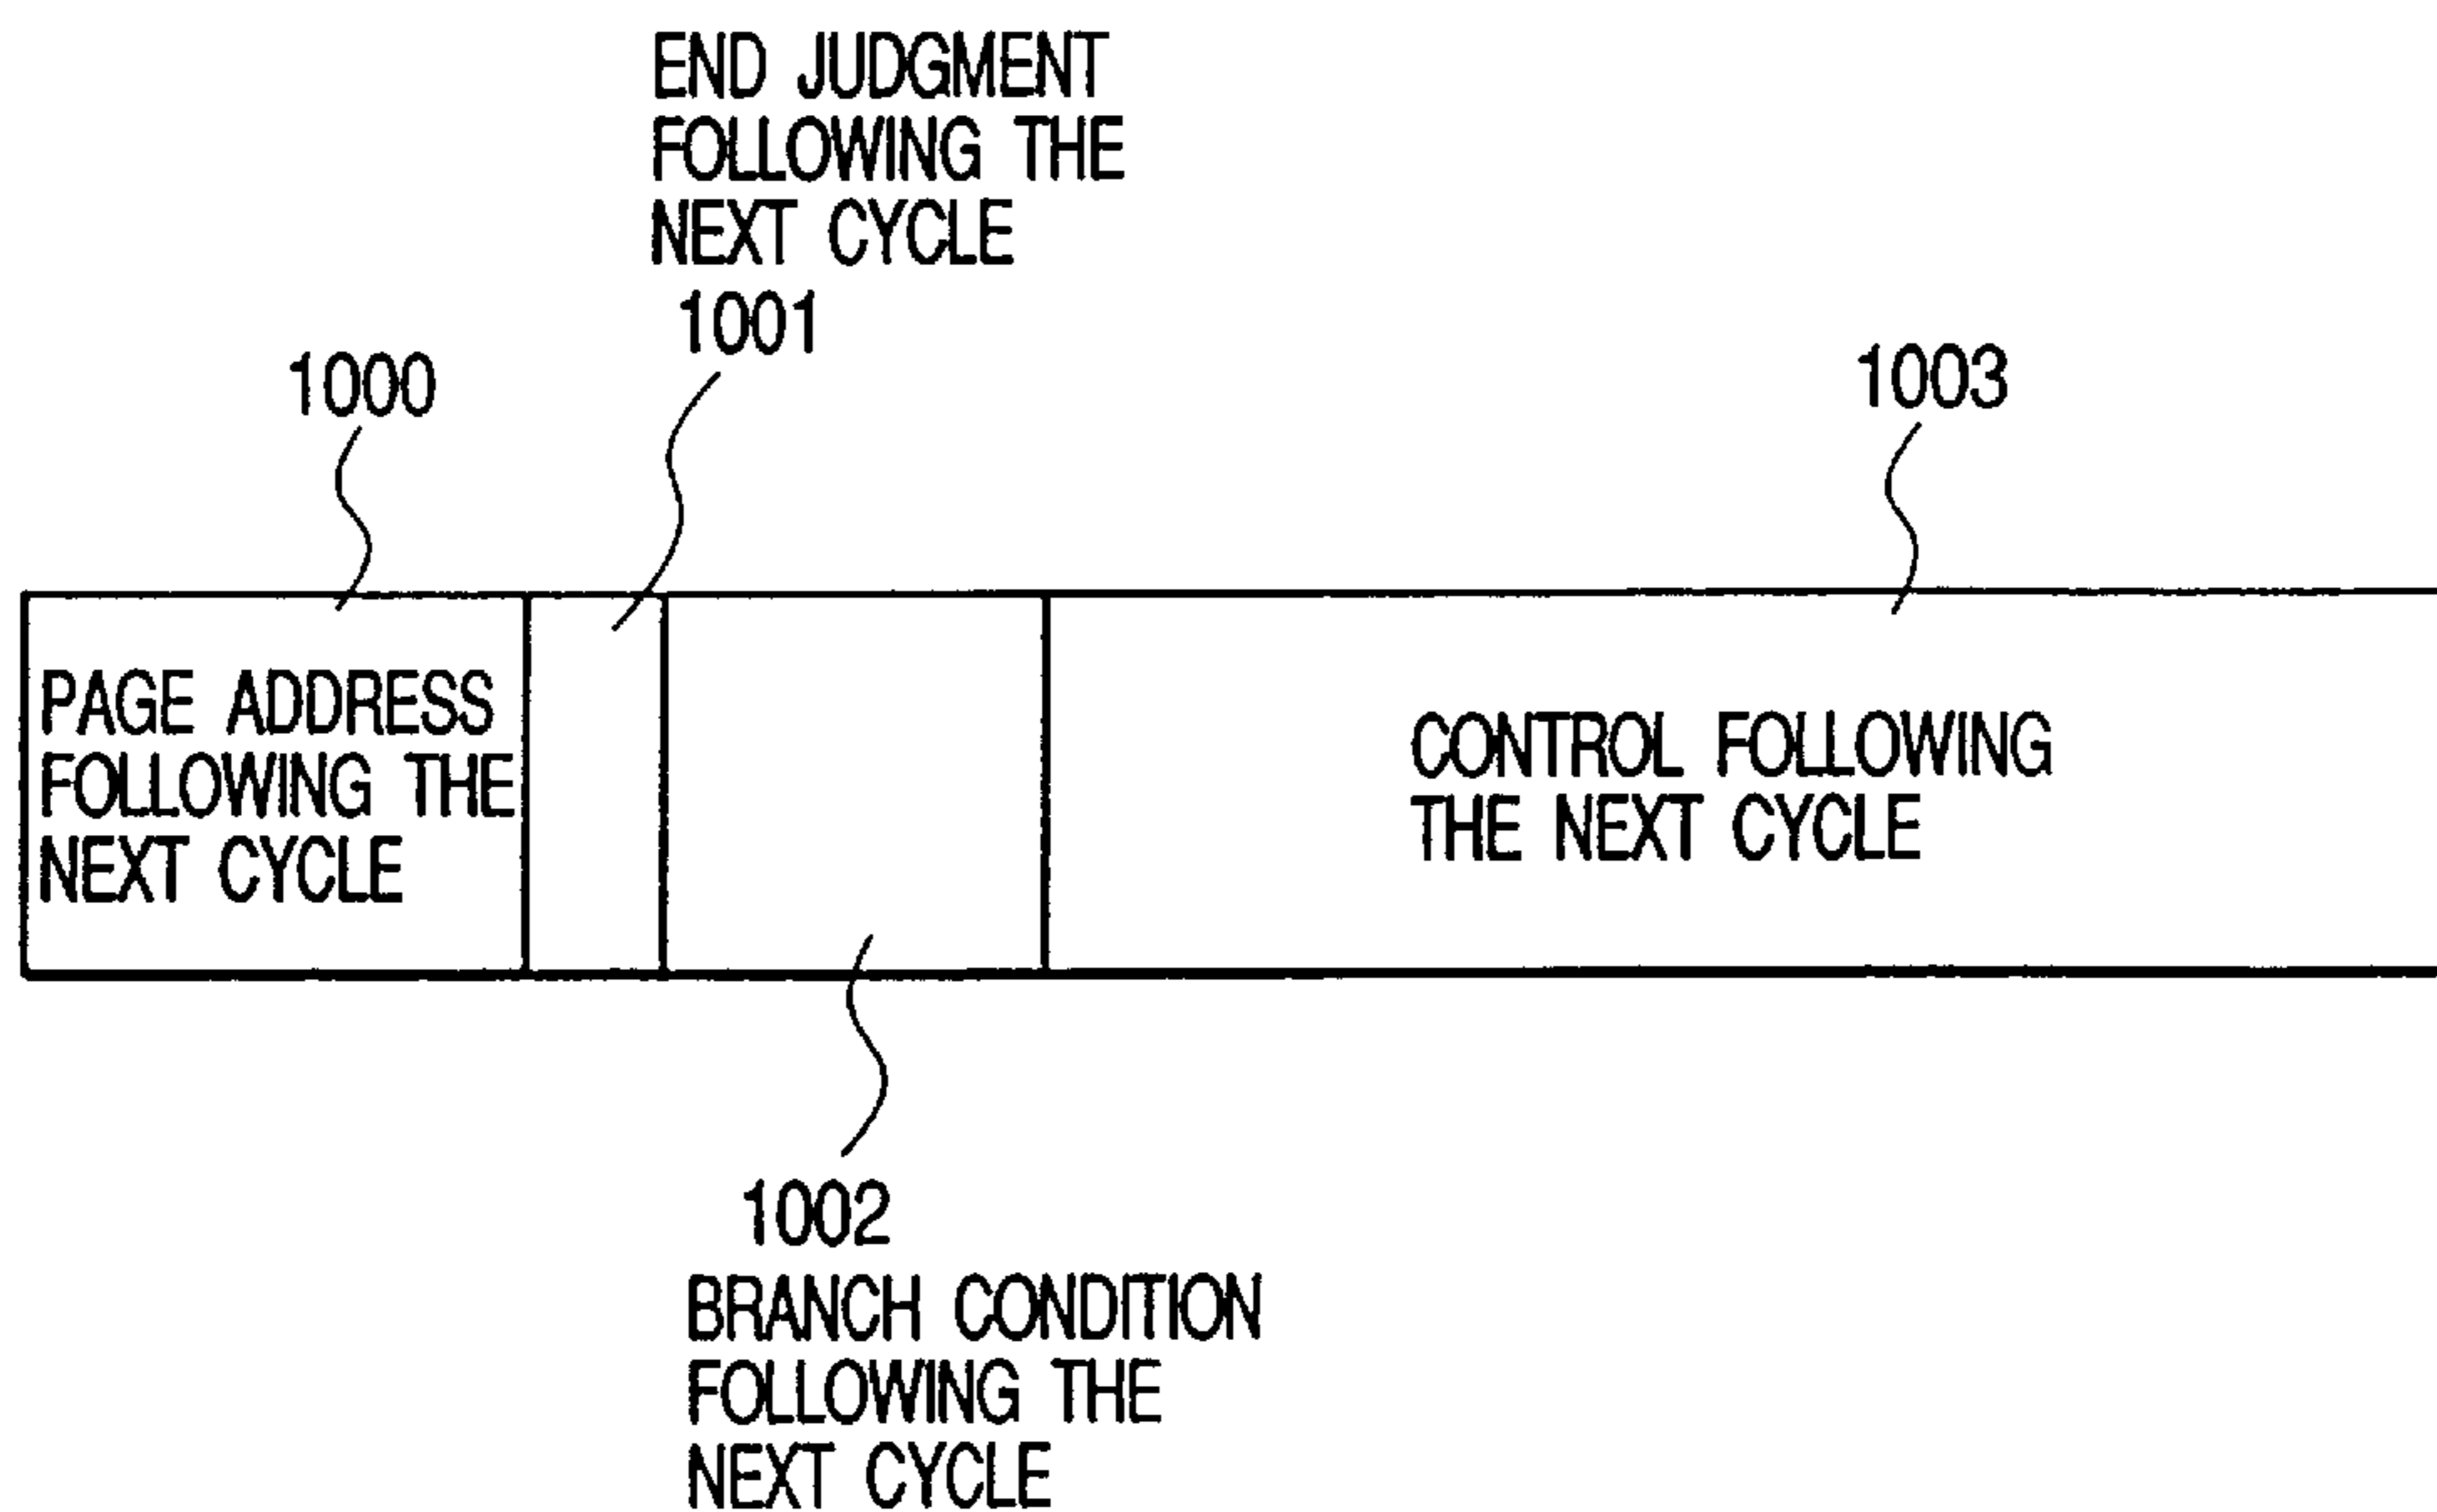 END JUDGMENT
FOLLOWING THE
NEXT CYCLE
1001
1000
1003
PAGE ADDRESS
FOLLOWING THE
NEXT CYCLE
CONTROL FOLLOWING
THE NEXT CYCLE
1002
BRANCH CONDITION
FOLLOWING THE
NEXT CYCLE